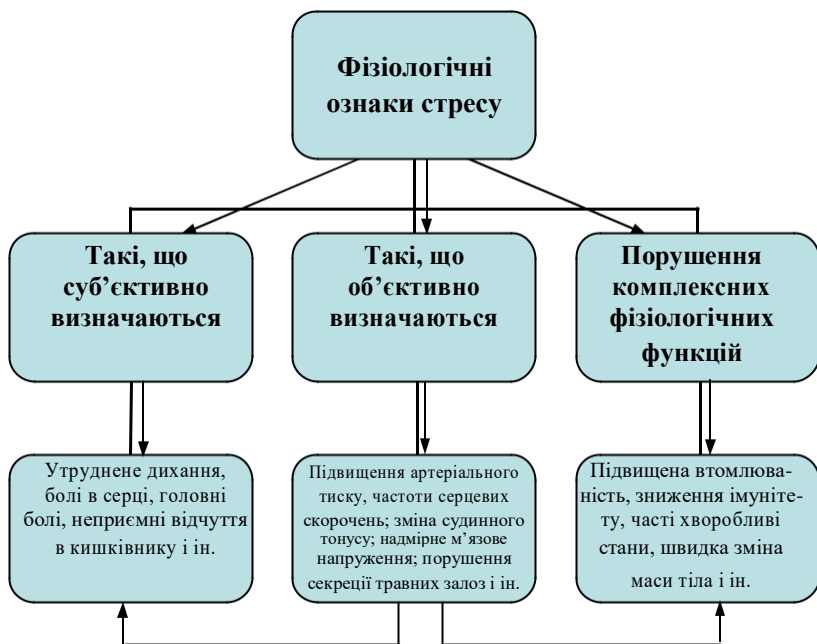 Фізіологічні
ознаки стресу
Такі, що
суб’єктивно
визначаються
Такі, що
об’єктивно
визначаються
Порушення
комплексних
фізіологічних
функцій
Утруднене дихання,
болі в серці, головні
болі, неприємні відчуття
в кишківнику і ін.
Підвищення артеріального
тиску, частоти серцевих
скорочень; зміна судинного
тонусу; надмірне м’язове
напруження; порушення
секреції травних залоз і ін.
Підвищена втомлюва-
ність, зниження імуніте-
ту, часті хворобливі
стани, швидка зміна
маси тіла і ін.